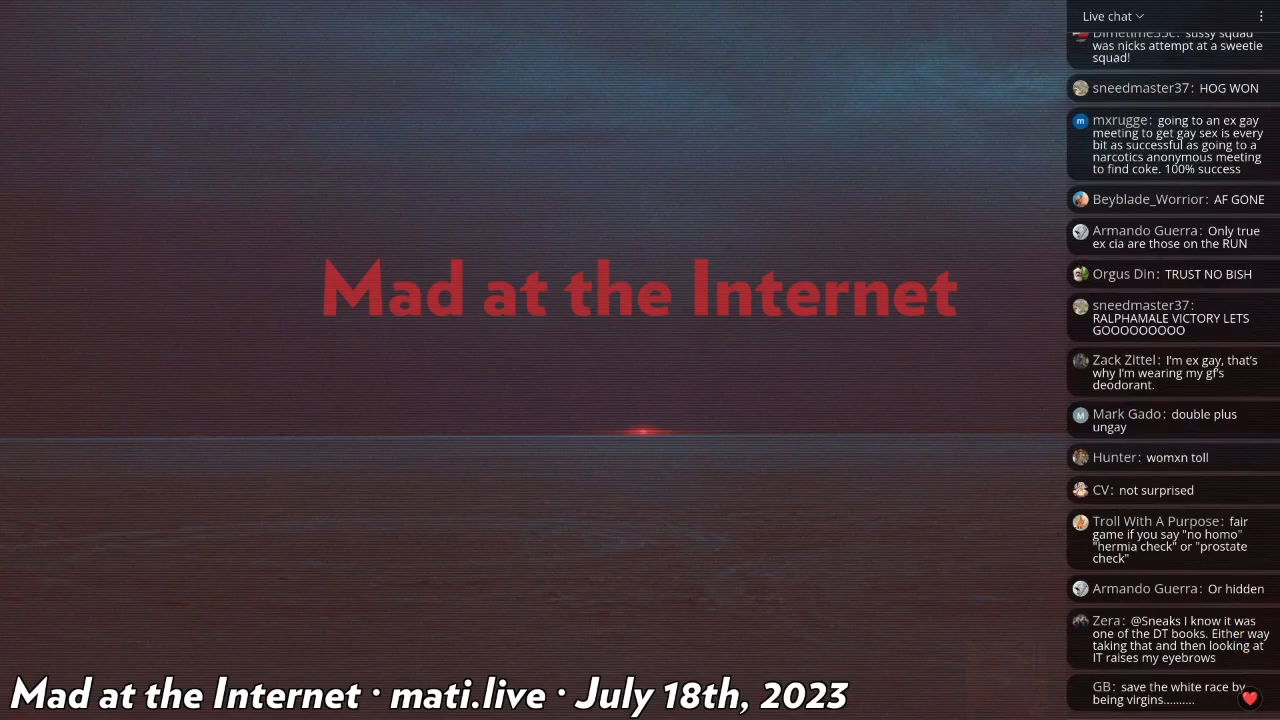 Live chat
Dimetime35c: sussy squad
was nicks attempt at a sweetie
squad!
sneedmaster37: HOG WON
mxrugge: going to an ex gay
meeting to get gay sex is every
bit as successful as going to a
narcotics anonymous meeting
to find coke. 100% success
Beyblade_Worrior: AF GONE
Armando Guerra: Only true
ex cia are those on the RUN
Orgus Din: TRUST NO BISH
sneedmaster37:
RALPHAMALE VICTORY LETS
GOOOOOOOOO
Zack Zittel: I'm ex gay, that's
why I'm wearing my gf's
deodorant.
Mark Gado: double plus
ungay
Hunter: womxn toll
CV: not surprised
Troll With A Purpose: fair
game if you say "no homo"
"hermia check" or "prostate
check"
Armando Guerra: Or hidden
Zera: @Sneaks I know it was
one of the DT books. Either way
taking that and then looking at
IT raises my eyebrows
GB: save the white race by
being virgins..........
Mad at the Internet
Mad at the Internet · mati.live · July 18th, 2023